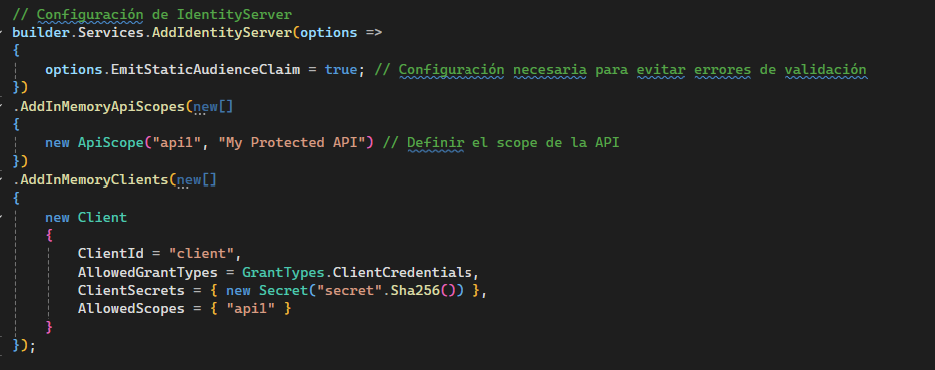 // Configuración de IdentityServer
builder.Services.AddIdentityServer(options =>
{
    options.EmitStaticAudienceClaim = true; // Configuración necesaria para evitar errores de validación
})
.AddInMemoryApiScopes(new[]
{
    new ApiScope("api1", "My Protected API") // Definir el scope de la API
})
.AddInMemoryClients(new[]
{
    new Client
    {
        ClientId = "client",
        AllowedGrantTypes = GrantTypes.ClientCredentials,
        ClientSecrets = { new Secret("secret".Sha256()) },
        AllowedScopes = { "api1" }
    }
});